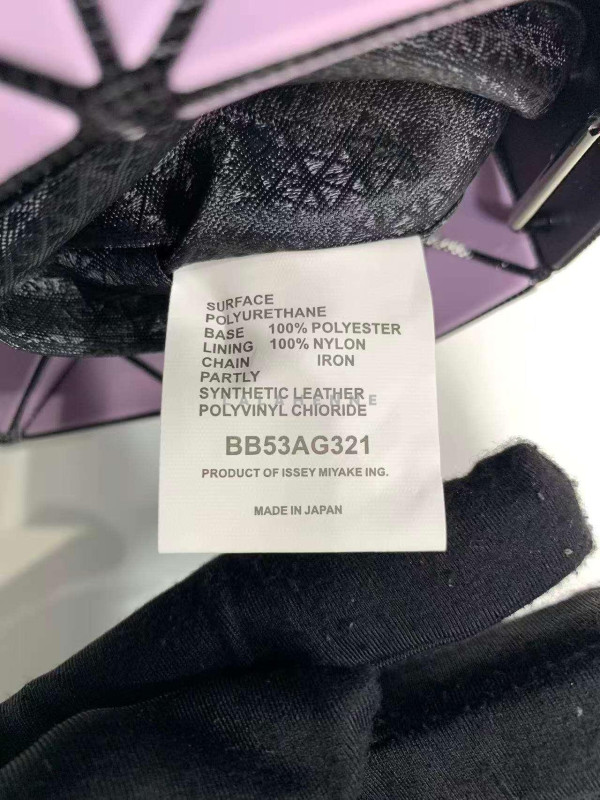 SURFACE
POLYURETHANE
BASE 100% POLYESTER
LINING 100% NYLON
CHAIN IRON
PARTLY
SYNTHETIC LEATHER
POLYVINYL CHIORIDE
BB53AG321
PRODUCT OF ISSEY MIYAKE ING.
MADE IN JAPAN